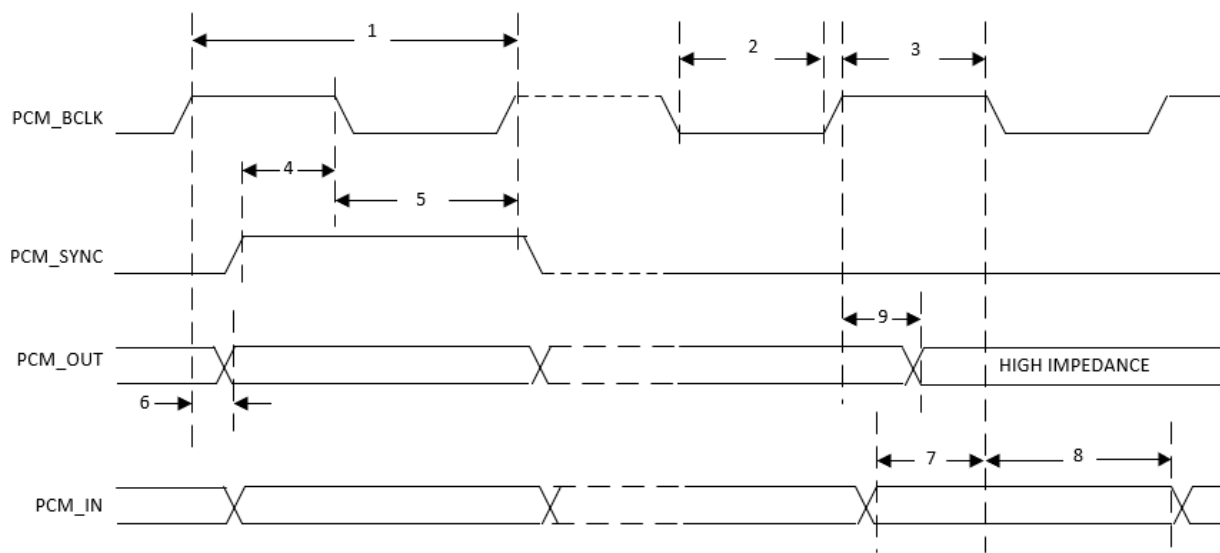 1
2
3
PCM_BCLK
4
5
PCM_SYNC
9
PCM_OUT
HIGH IMPEDANCE
6
7
8
PCM_IN